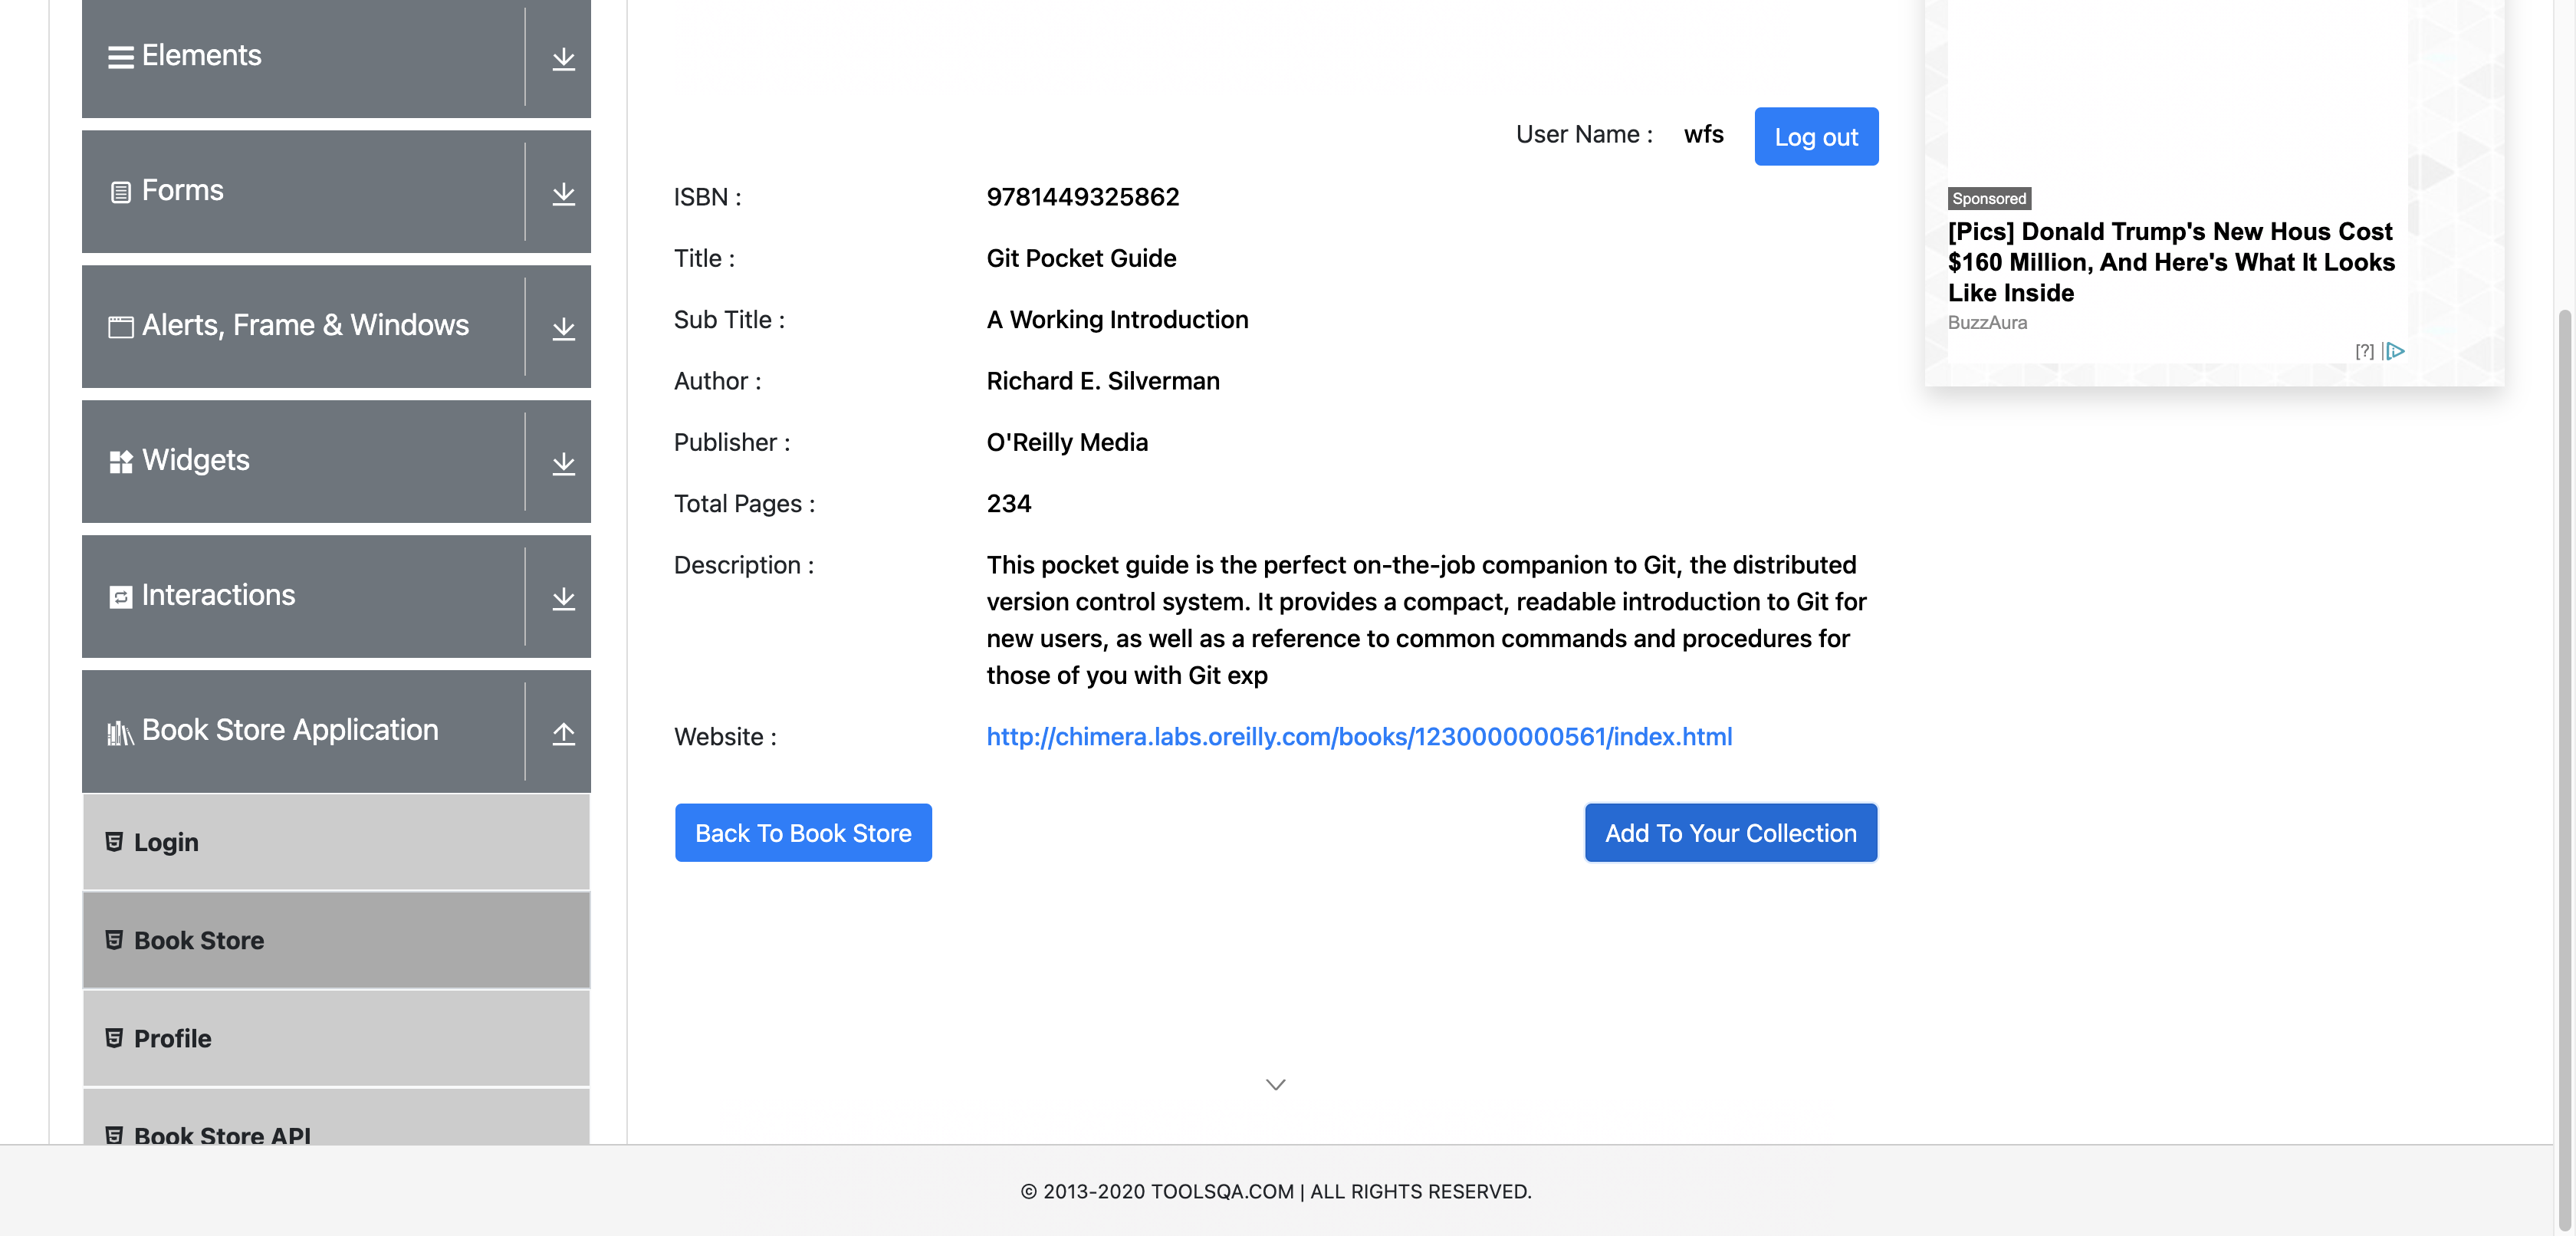 Elements
Forms
Alerts, Frame & Windows
Widgets
Interactions
Book Store Application
Login
Book Store
Profile
Book Store API
User Name : wfs Log out
ISBN : 9781449325862
Title : Git Pocket Guide
Sub Title : A Working Introduction
Author : Richard E. Silverman
Publisher : O'Reilly Media
Total Pages : 234
Description : This pocket guide is the perfect on-the-job companion to Git, the distributed
version control system. It provides a compact, readable introduction to Git for
new users, as well as a reference to common commands and procedures for
those of you with Git exp
Website : http://chimera.labs.oreilly.com/books/1230000000561/index.html
Back To Book Store Add To Your Collection
Sponsored
[Pics] Donald Trump's New Hous Cost
$160 Million, And Here's What It Looks
Like Inside
BuzzAura
[?]
© 2013-2020 TOOLSQA.COM | ALL RIGHTS RESERVED.